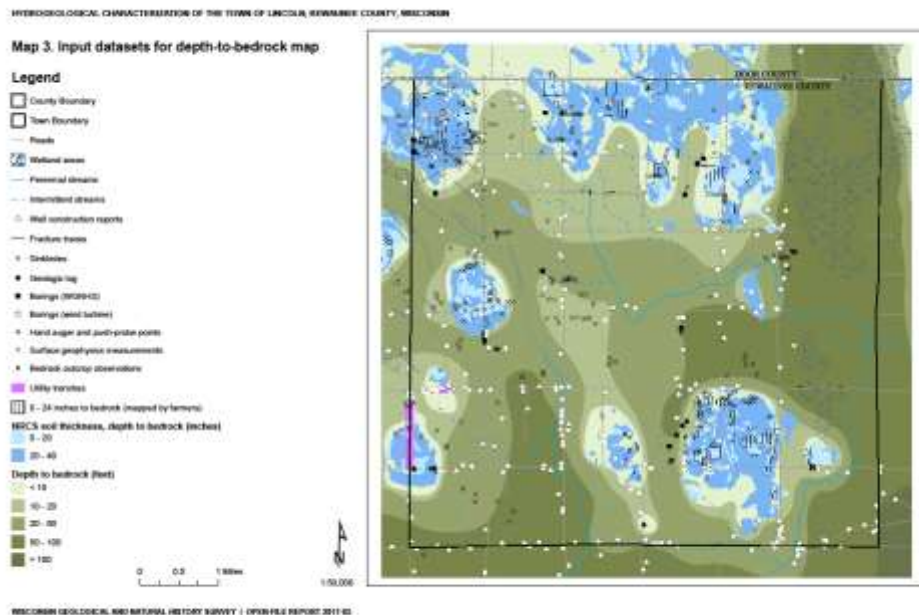 HYDROGEOLOGICAL CHARACTERIZATION OF THE TOWN OF LINCOLN, KEWAUNEE COUNTY, WISCONSIN
Map 3. Input datasets for depth-to-bedrock map
Legend
County Boundary
Town Boundary
Roads
Wetland areas
Perennial streams
Intermittent streams
Well construction reports
Fracture traces
Sinkholes
Geologic log
Borings (WGNHS)
Borings (wind turbine)
Hand auger and push-probe points
Surface geophysics measurements
Bedrock outcrop observations
Utility trenches
0 - 24 inches to bedrock (mapped by farmers)
NRCS soil thickness, depth to bedrock (inches)
0 - 20
20 - 40
Depth to bedrock (feet)
< 10
10 - 20
20 - 50
50 - 100
> 100
N
0 0.5 1 Miles
1:50,000
DOOR COUNTY
KEWAUNEE COUNTY
WISCONSIN GEOLOGICAL AND NATURAL HISTORY SURVEY | OPEN-FILE REPORT